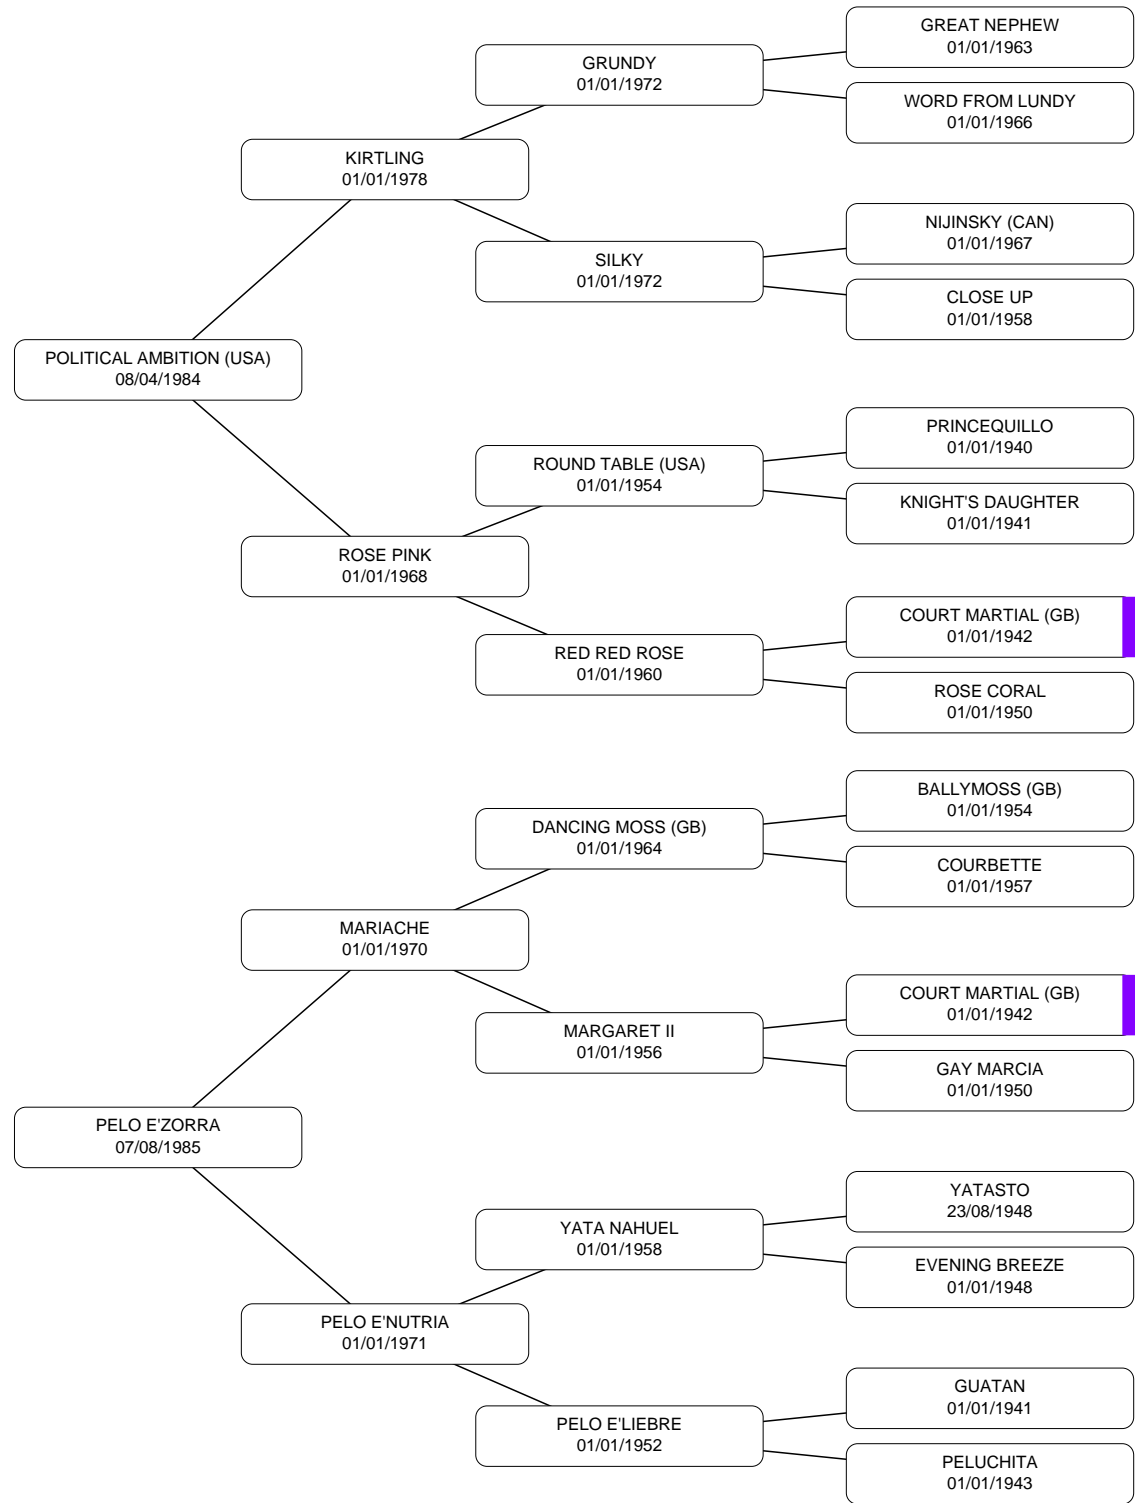 GREAT NEPHEW
01/01/1963
GRUNDY
01/01/1972
WORD FROM LUNDY
01/01/1966
KIRTLING
01/01/1978
NIJINSKY (CAN)
01/01/1967
SILKY
01/01/1972
CLOSE UP
01/01/1958
POLITICAL AMBITION (USA)
08/04/1984
PRINCEQUILLO
01/01/1940
ROUND TABLE (USA)
01/01/1954
KNIGHT'S DAUGHTER
01/01/1941
ROSE PINK
01/01/1968
COURT MARTIAL (GB)
01/01/1942
RED RED ROSE
01/01/1960
ROSE CORAL
01/01/1950
BALLYMOSS (GB)
01/01/1954
DANCING MOSS (GB)
01/01/1964
COURBETTE
01/01/1957
MARIACHE
01/01/1970
COURT MARTIAL (GB)
01/01/1942
MARGARET II
01/01/1956
GAY MARCIA
01/01/1950
PELO E'ZORRA
07/08/1985
YATASTO
23/08/1948
YATA NAHUEL
01/01/1958
EVENING BREEZE
01/01/1948
PELO E'NUTRIA
01/01/1971
GUATAN
01/01/1941
PELO E'LIEBRE
01/01/1952
PELUCHITA
01/01/1943